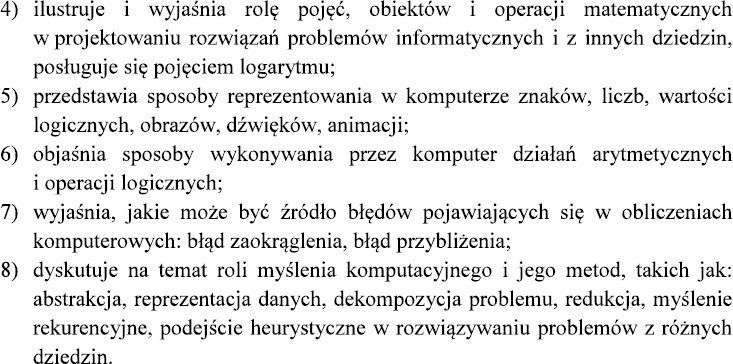 4) ilustruje i wyjaśnia rolę pojęć, obiektów i operacji matematycznych
w projektowaniu rozwiązań problemów informatycznych i z innych dziedzin,
posługuje się pojęciem logarytmu;
5) przedstawia sposoby reprezentowania w komputerze znaków, liczb, wartości
logicznych, obrazów, dźwięków, animacji;
6) objaśnia sposoby wykonywania przez komputer działań arytmetycznych
i operacji logicznych;
7) wyjaśnia, jakie może być źródło błędów pojawiających się w obliczeniach
komputerowych: błąd zaokrąglenia, błąd przybliżenia;
8) dyskutuje na temat roli myślenia komputacyjnego i jego metod, takich jak:
abstrakcja, reprezentacja danych, dekompozycja problemu, redukcja, myślenie
rekurencyjne, podejście heurystyczne w rozwiązywaniu problemów z różnych
dziedzin.